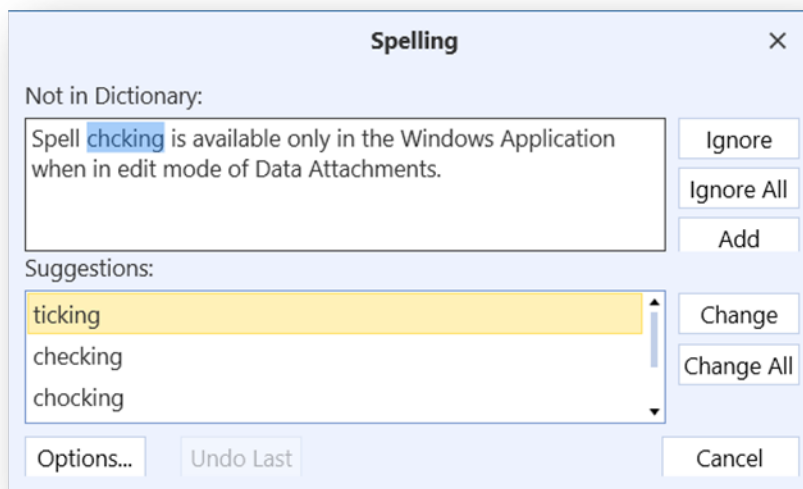 Spelling
Not in Dictionary:
Spell chcking is available only in the Windows Application
when in edit mode of Data Attachments.
Ignore
Ignore All
Add
Suggestions:
ticking
checking
chocking
Change
Change All
Options...
Undo Last
Cancel